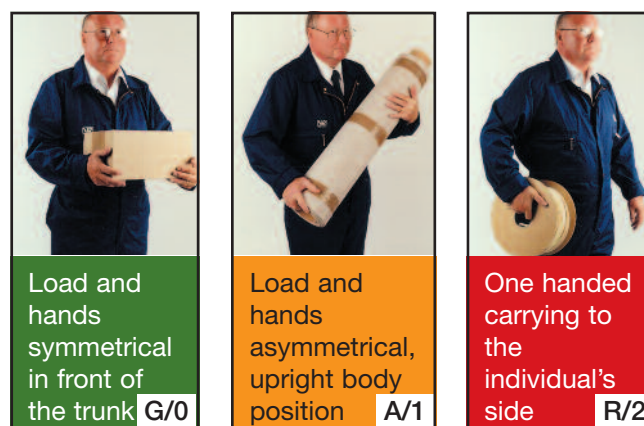 Load and
hands
symmetrical
in front of
the trunk G/0
Load and
hands
asymmetrical,
upright body
position A/1
One handed
carrying to
the
individual's
side R/2